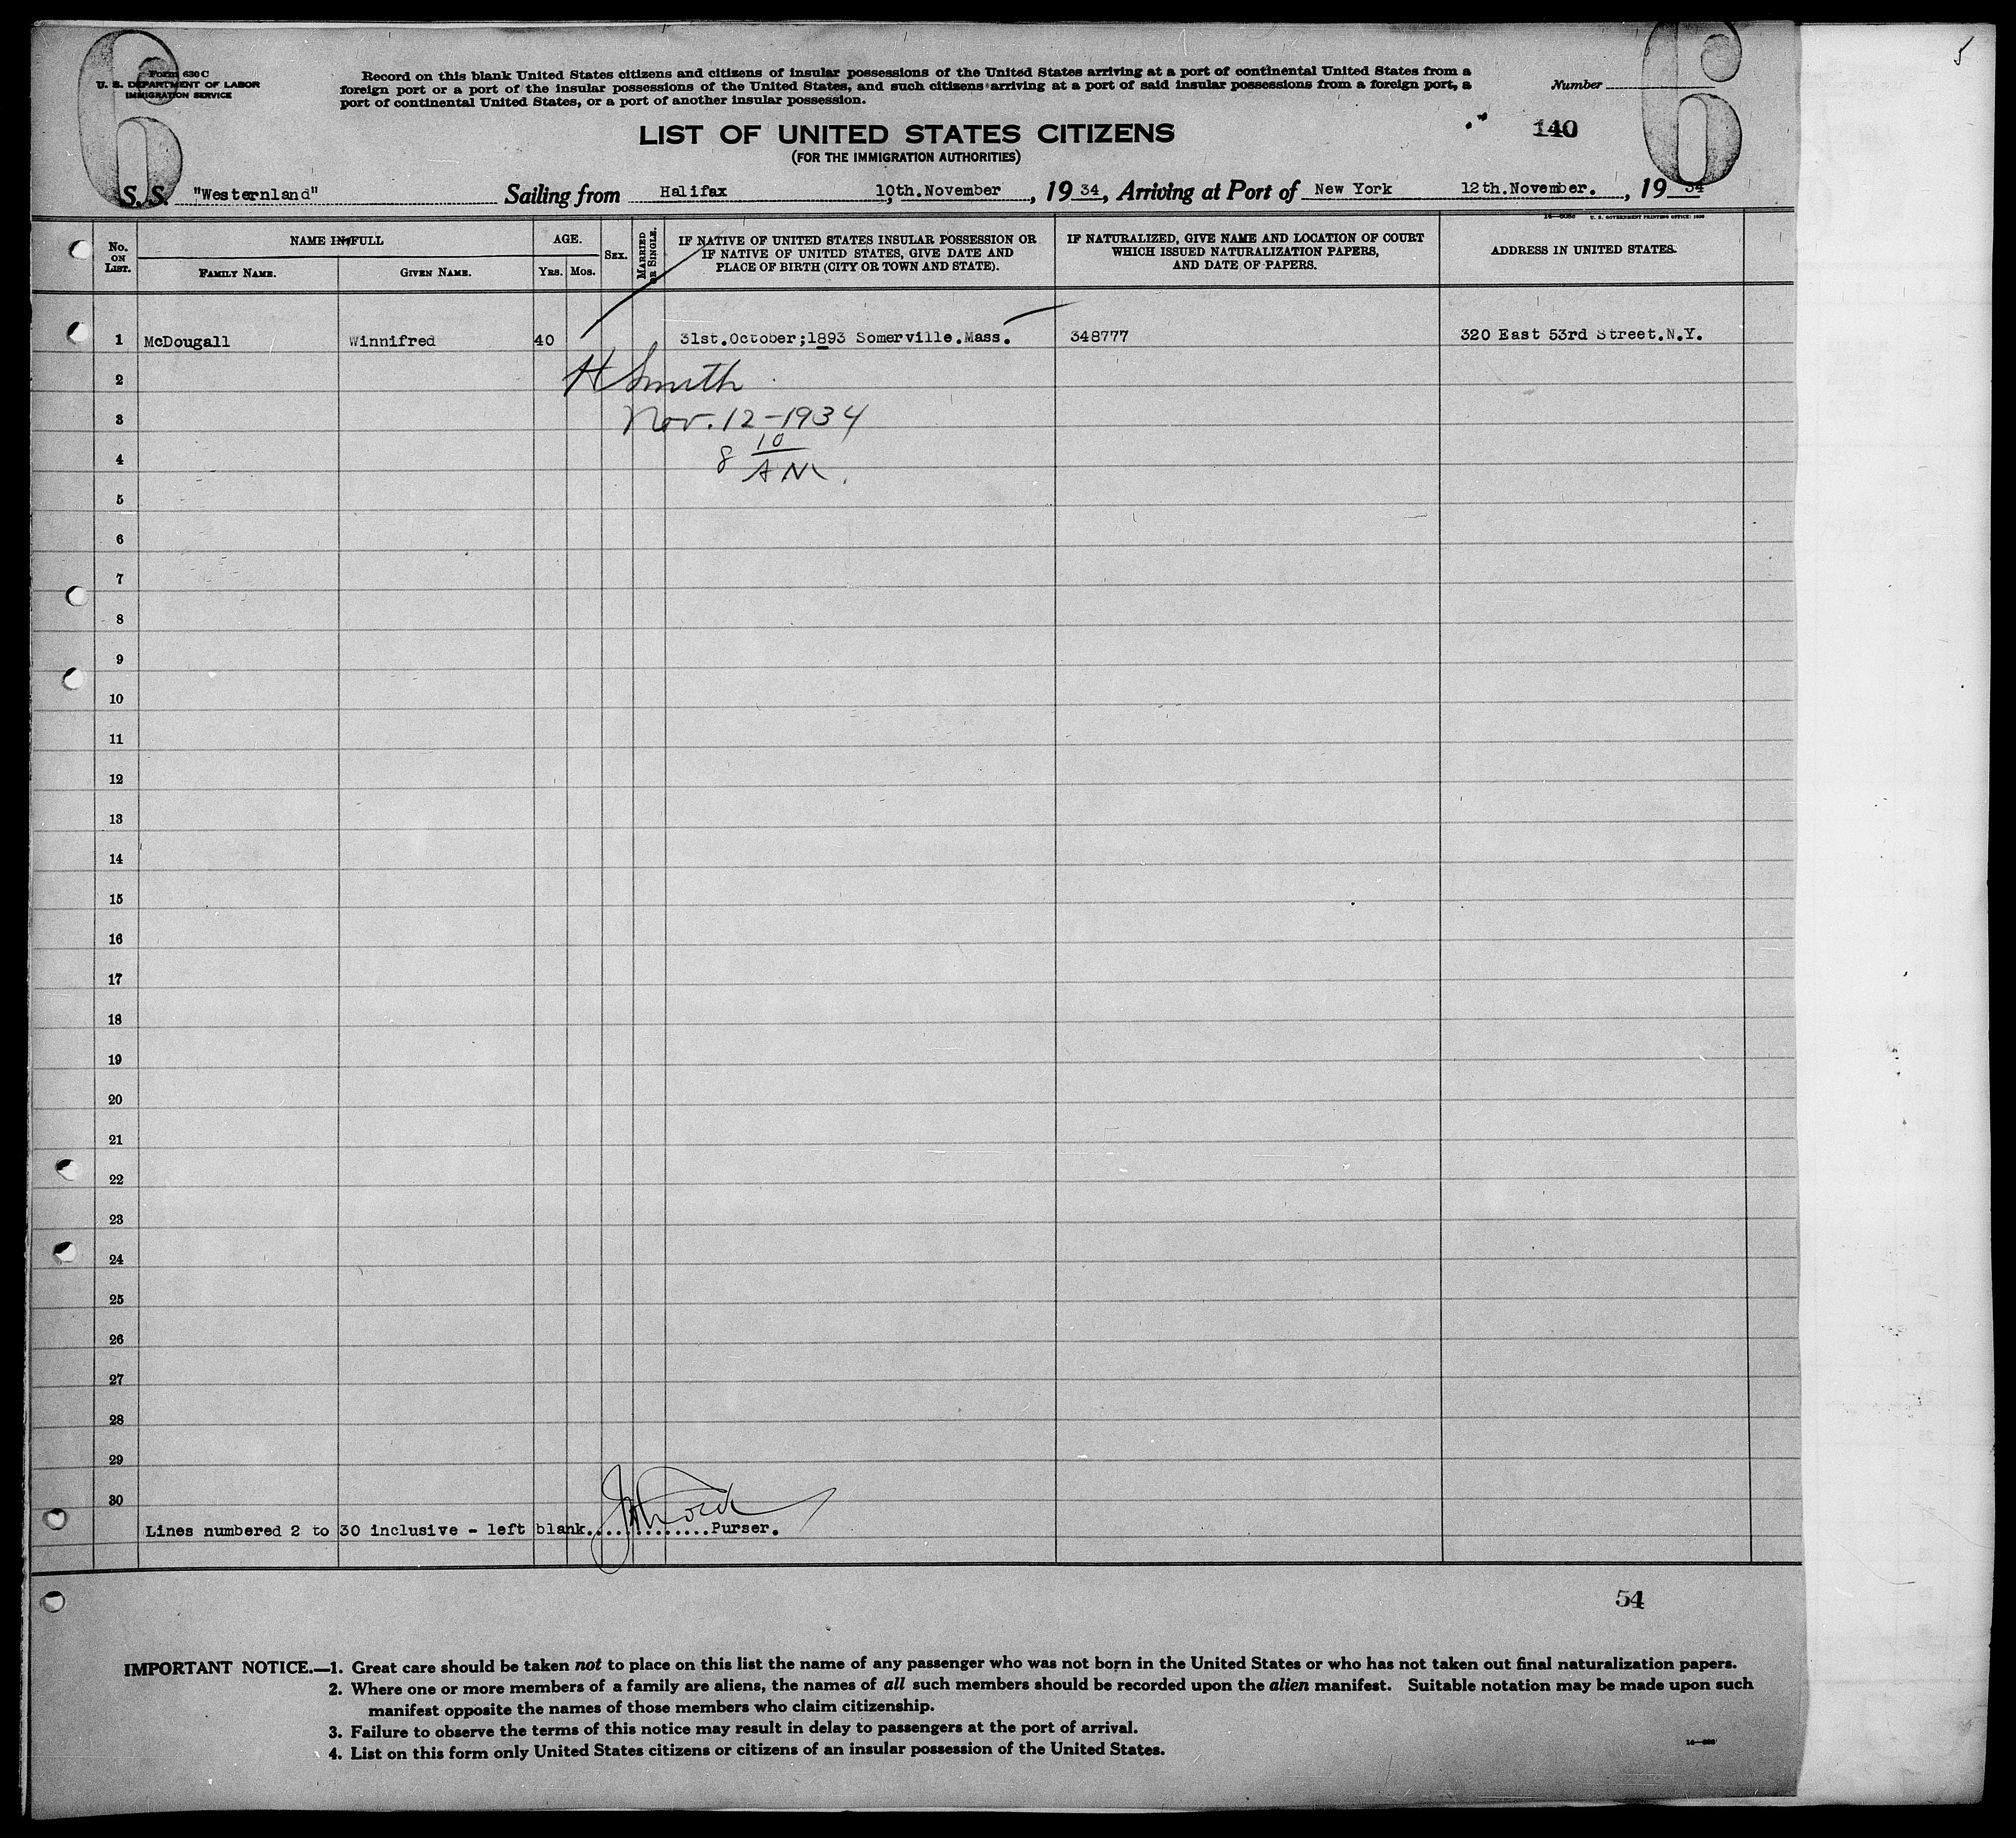 5
6
6
Form 630 C
U. S. DEPARTMENT OF LABOR
IMMIGRATION SERVICE
Record on this blank United States citizens and citizens of insular possessions of the United States arriving at a port of continental United States from a
foreign port or a port of the insular possessions of the United States, and such citizens arriving at a port of said insular possessions from a foreign port, a
port of continental United States, or a port of another insular possession.
Number
LIST OF UNITED STATES CITIZENS
(FOR THE IMMIGRATION AUTHORITIES)
140
S. S. "Westernland" Sailing from Halifax 10th.November, 1934, Arriving at Port of New York 12th.November., 1934
U. S. GOVERNMENT PRINTING OFFICE: 1930
No. ON LIST.
NAME IN FULL
FAMILY NAME.
GIVEN NAME.
AGE.
YRS. MOS.
SEX.
MARRIED OR SINGLE.
IF NATIVE OF UNITED STATES INSULAR POSSESSION OR
IF NATIVE OF UNITED STATES, GIVE DATE AND
PLACE OF BIRTH (CITY OR TOWN AND STATE).
IF NATURALIZED, GIVE NAME AND LOCATION OF COURT
WHICH ISSUED NATURALIZATION PAPERS,
AND DATE OF PAPERS.
ADDRESS IN UNITED STATES.
1 McDougall Winnifred 40 31st.October;1893 Somerville.Mass. 348777 320 East 53rd Street.N.Y.
2 H Smith
3 Nov. 12-1934
4 8 10 AM.
5
6
7
8
9
10
11
12
13
14
15
16
17
18
19
20
21
22
23
24
25
26
27
28
29
30
Lines numbered 2 to 30 inclusive - left blank..............Purser.
54
IMPORTANT NOTICE.—1. Great care should be taken not to place on this list the name of any passenger who was not born in the United States or who has not taken out final naturalization papers.
2. Where one or more members of a family are aliens, the names of all such members should be recorded upon the alien manifest. Suitable notation may be made upon such
manifest opposite the names of those members who claim citizenship.
3. Failure to observe the terms of this notice may result in delay to passengers at the port of arrival.
4. List on this form only United States citizens or citizens of an insular possession of the United States.